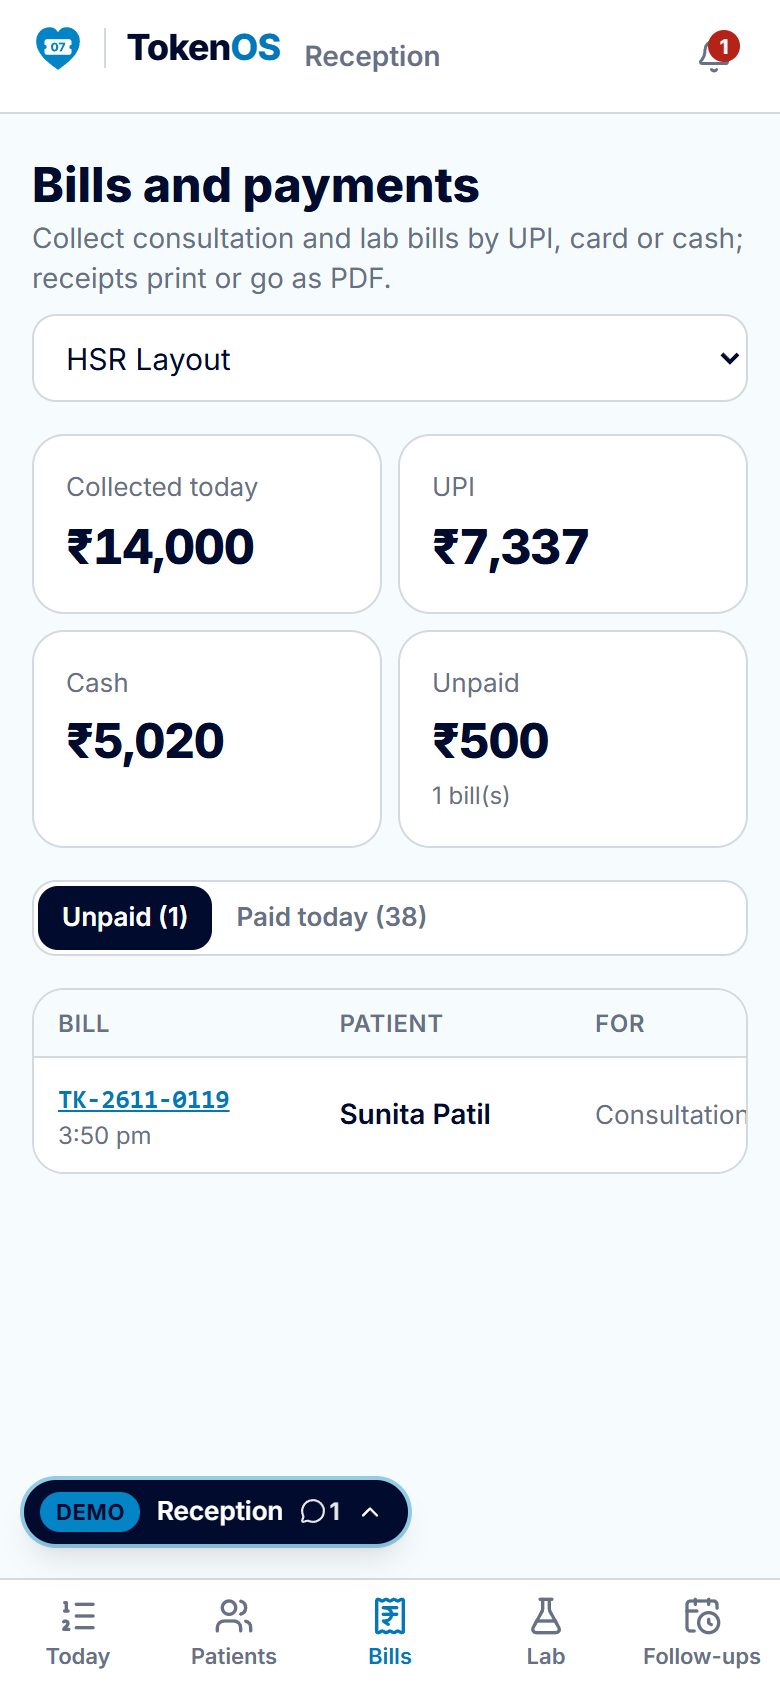 07
TokenOS Reception
1
Bills and payments
Collect consultation and lab bills by UPI, card or cash;
receipts print or go as PDF.
HSR Layout
Collected today
₹14,000
UPI
₹7,337
Cash
₹5,020
Unpaid
₹500
1 bill(s)
Unpaid (1) Paid today (38)
BILL PATIENT FOR
TK-2611-0119
3:50 pm
Sunita Patil
Consultation
DEMO Reception 1
Today Patients Bills Lab Follow-ups